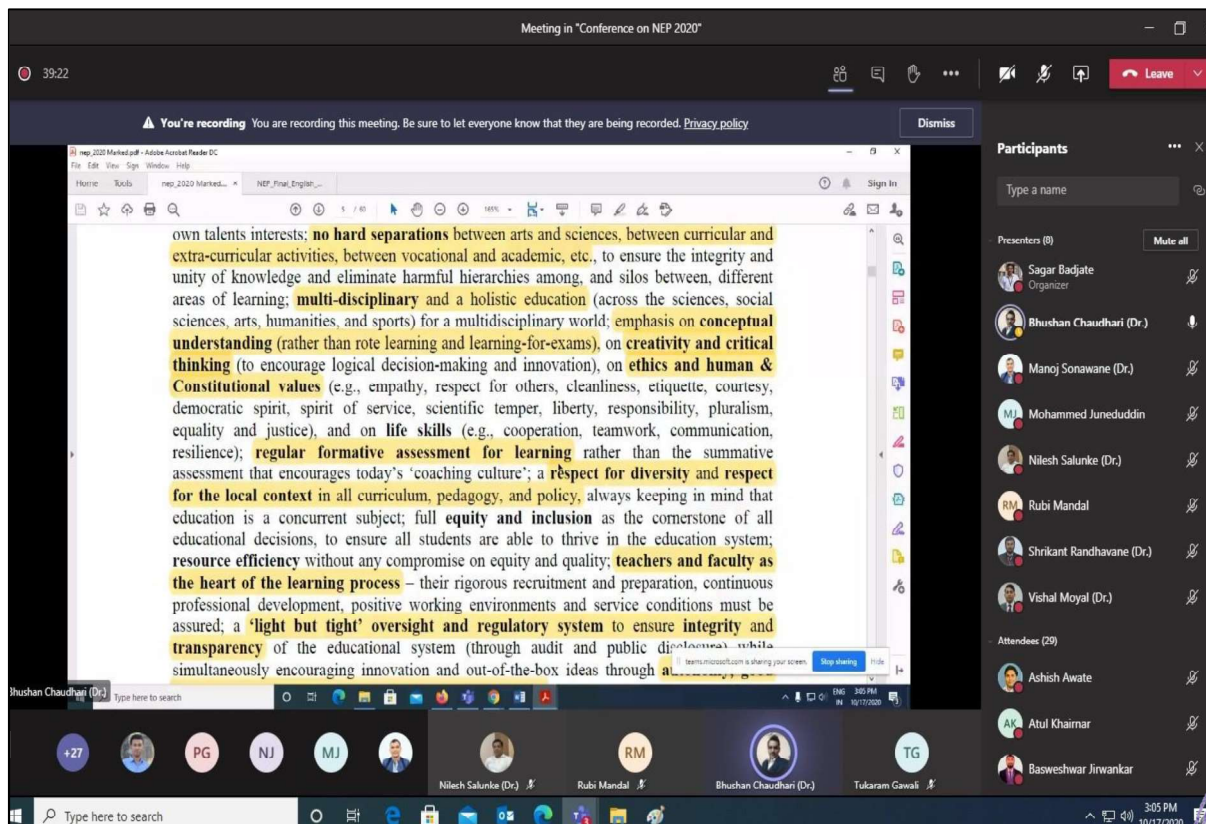 Meeting in "Conference on NEP 2020"
39:22
Leave
You're recording You are recording this meeting. Be sure to let everyone know that they are being recorded. Privacy policy
Dismiss
nep_2020 Marked.pdf - Adobe Acrobat Reader DC
File Edit View Sign Window Help
Home Tools nep_2020 Marked... × NEP_Final_English_...
Sign In
5 / 60
own talents interests; no hard separations between arts and sciences, between curricular and
extra-curricular activities, between vocational and academic, etc., to ensure the integrity and
unity of knowledge and eliminate harmful hierarchies among, and silos between, different
areas of learning; multi-disciplinary and a holistic education (across the sciences, social
sciences, arts, humanities, and sports) for a multidisciplinary world; emphasis on conceptual
understanding (rather than rote learning and learning-for-exams), on creativity and critical
thinking (to encourage logical decision-making and innovation), on ethics and human &
Constitutional values (e.g., empathy, respect for others, cleanliness, etiquette, courtesy,
democratic spirit, spirit of service, scientific temper, liberty, responsibility, pluralism,
equality and justice), and on life skills (e.g., cooperation, teamwork, communication,
resilience); regular formative assessment for learning rather than the summative
assessment that encourages today's 'coaching culture'; a respect for diversity and respect
for the local context in all curriculum, pedagogy, and policy, always keeping in mind that
education is a concurrent subject; full equity and inclusion as the cornerstone of all
educational decisions, to ensure all students are able to thrive in the education system;
resource efficiency without any compromise on equity and quality; teachers and faculty as
the heart of the learning process – their rigorous recruitment and preparation, continuous
professional development, positive working environments and service conditions must be
assured; a 'light but tight' oversight and regulatory system to ensure integrity and
transparency of the educational system (through audit and public disclosure) while
simultaneously encouraging innovation and out-of-the-box ideas through
teams.microsoft.com is sharing your screen. Stop sharing Hide
Bhushan Chaudhari (Dr.)
Type here to search
ENG IN 3:05 PM 10/17/2020
+27
PG
NJ
MJ
Nilesh Salunke (Dr.)
RM
Rubi Mandal
Bhushan Chaudhari (Dr.)
TG
Tukaram Gawali
Participants
Type a name
Presenters (8)
Mute all
Sagar Badjate
Organizer
Bhushan Chaudhari (Dr.)
Manoj Sonawane (Dr.)
MJ Mohammed Juneduddin
Nilesh Salunke (Dr.)
RM Rubi Mandal
Shrikant Randhavane (Dr.)
Vishal Moyal (Dr.)
Attendees (29)
Ashish Awate
AK Atul Khairnar
Basweshwar Jirwankar
Type here to search
3:05 PM
10/17/2020